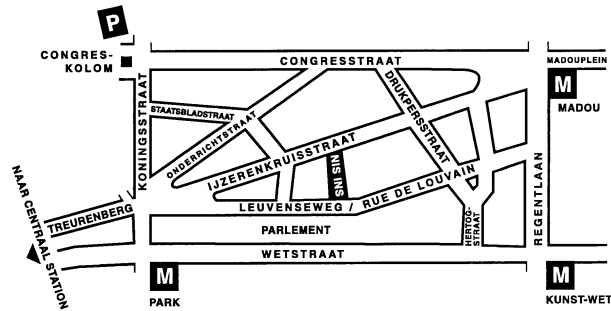 P
CONGRES-
KOLOM
CONGRESSTRAAT
MADOUPLEIN
M
MADOU
KONINGSSTRAAT
STAATSBLADSTRAAT
ONDERRICHTSTRAAT
DRUKPERSSTRAAT
IJZERENKRUISSTRAAT
NIS INS
LEUVENSEWEG / RUE DE LOUVAIN
REGENTLAAN
TREURENBERG
NAAR CENTRAAL STATION
PARLEMENT
HERTOG-
STRAAT
WETSTRAAT
M
PARK
M
KUNST-WET